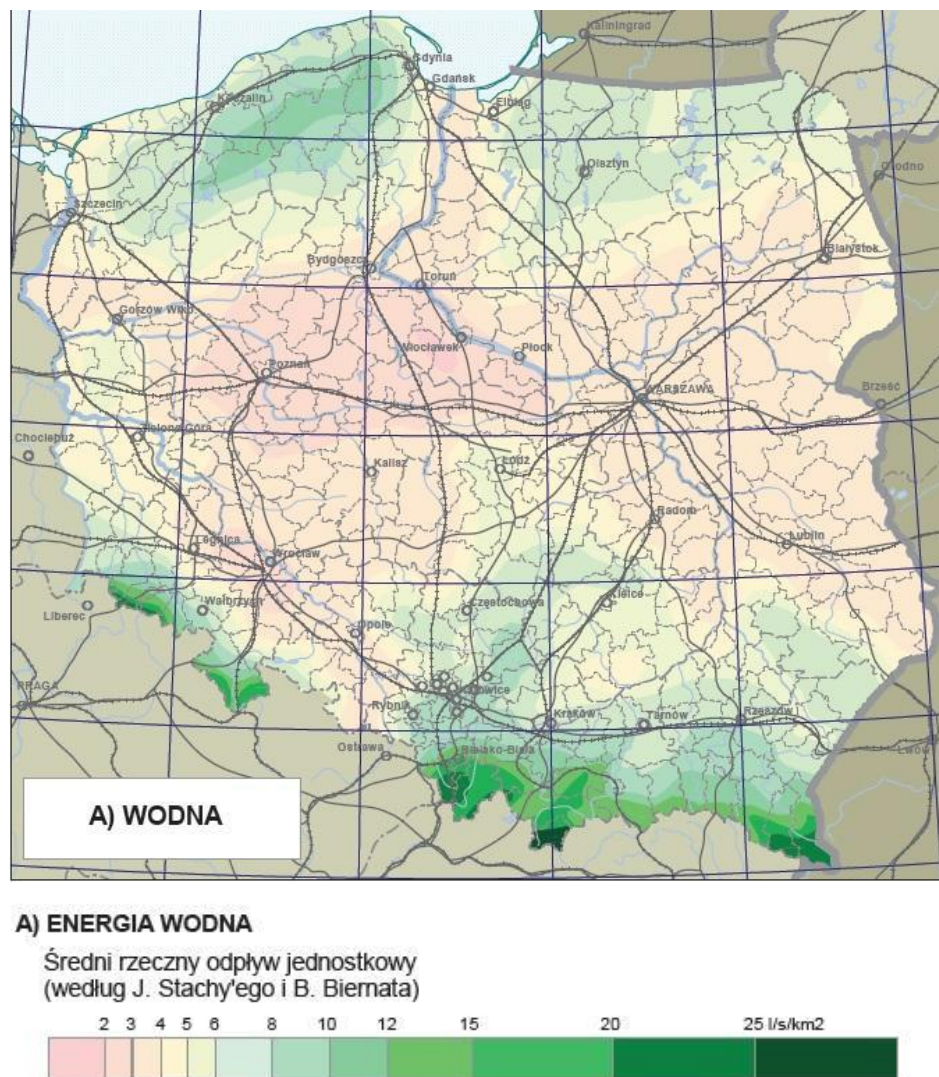 Kaliningrad
Gdynia
Gdańsk
Koszalin
Elbląg
Olsztyn
Grodno
Szczecin
Białystok
Bydgoszcz
Toruń
Gorzów Wlkp.
Włocławek
Płock
Poznań
WARSZAWA
Brześć
Zielona Góra
Chociebuż
Kalisz
Łódź
Radom
Legnica
Wrocław
Lublin
Liberec
Wałbrzych
Częstochowa
Kielce
Opole
PRAGA
Katowice
Rybnik
Kraków
Tarnów
Rzeszów
Ostrawa
Bielsko-Biała
Lwów
A) WODNA
A) ENERGIA WODNA
Średni rzeczny odpływ jednostkowy
(według J. Stachy'ego i B. Biernata)
2 3 4 5 6 8 10 12 15 20 25 l/s/km2